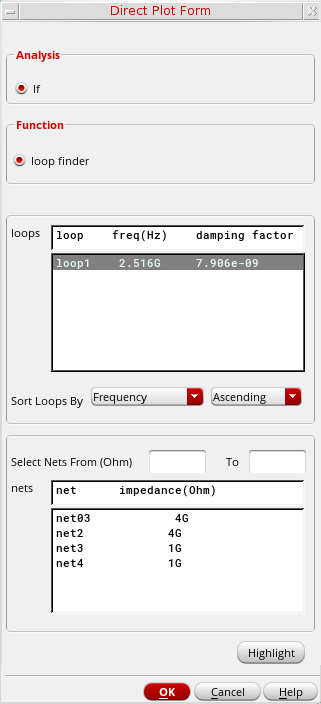 Direct Plot Form
Analysis
lf
Function
loop finder
loops
loop freq(Hz) damping factor
loop1 2.516G 7.906e-09
Sort Loops By Frequency Ascending
Select Nets From (Ohm) To
nets
net impedance(Ohm)
net03 4G
net2 4G
net3 1G
net4 1G
Highlight
OK Cancel Help